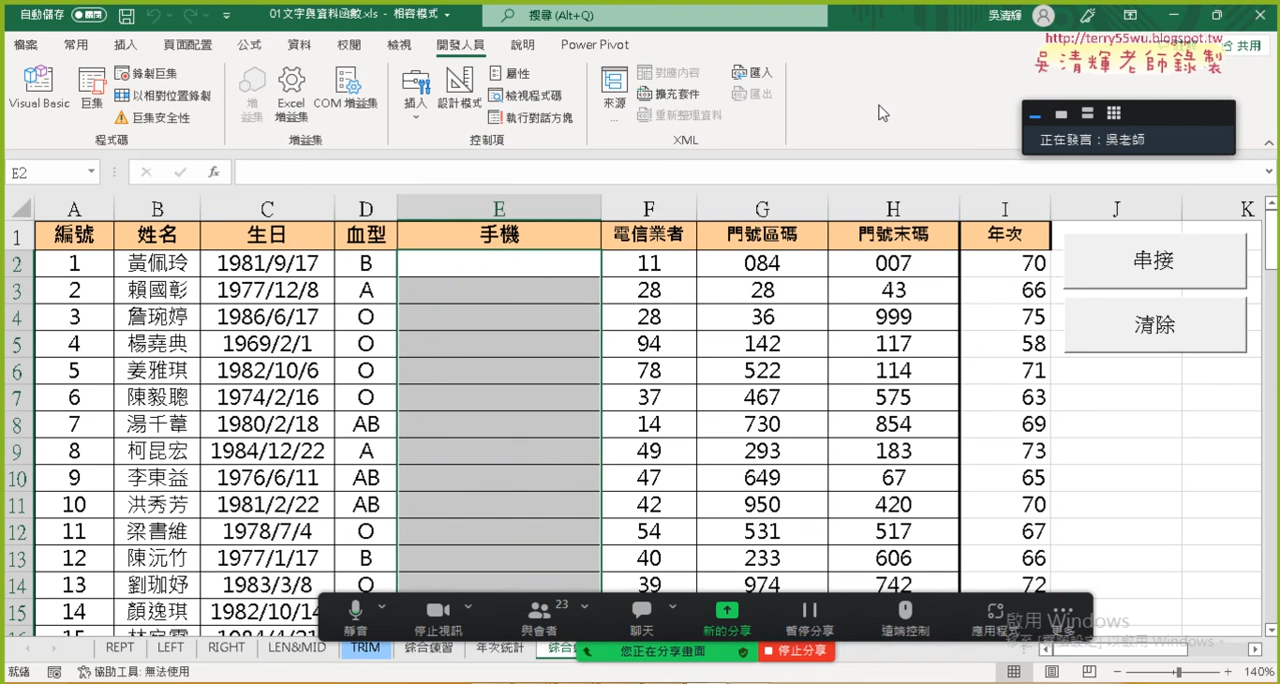 自動儲存 01文字與資料函數.xls - 相容模式 搜尋 (Alt+Q) 吳清輝
http://terry55wu.blogspot.tw
吳清輝老師錄製
檔案 常用 插入 頁面配置 公式 資料 校閱 檢視 開發人員 說明 Power Pivot 共用
Visual Basic 巨集 錄製巨集 以相對位置錄製 巨集安全性 程式碼
增益集 Excel 增益集 COM 增益集 增益集
插入 設計模式 屬性 檢視程式碼 執行對話方塊 控制項
來源... 對應內容 擴充套件 重新整理資料 匯入 匯出 XML
正在發言：吳老師
E2 fx
A B C D E F G H I J K
1 編號 姓名 生日 血型 手機 電信業者 門號區碼 門號末碼 年次
2 1 黃佩玲 1981/9/17 B 11 084 007 70
3 2 賴國彰 1977/12/8 A 28 28 43 66
4 3 詹琬婷 1986/6/17 O 28 36 999 75
5 4 楊堯典 1969/2/1 O 94 142 117 58
6 5 姜雅琪 1982/10/6 O 78 522 114 71
7 6 陳毅聰 1974/2/16 O 37 467 575 63
8 7 湯千葦 1980/2/18 AB 14 730 854 69
9 8 柯昆宏 1984/12/22 A 49 293 183 73
10 9 李東益 1976/6/11 AB 47 649 67 65
11 10 洪秀芳 1981/2/22 AB 42 950 420 70
12 11 梁書維 1978/7/4 O 54 531 517 67
13 12 陳沅竹 1977/1/17 B 40 233 606 66
14 13 劉珈妤 1983/3/8 O 39 974 742 72
15 14 顏逸琪 1982/10/14
串接
清除
靜音 停止視訊 與會者 23 聊天 新的分享 暫停分享 遠端控制 應用程式 更多
啟用 Windows
移至 [電腦設定] 以啟用 Windows。
REPT LEFT RIGHT LEN&MID TRIM 綜合練習 年次統計
您正在分享畫面 停止分享
就緒 協助工具: 無法使用 140%